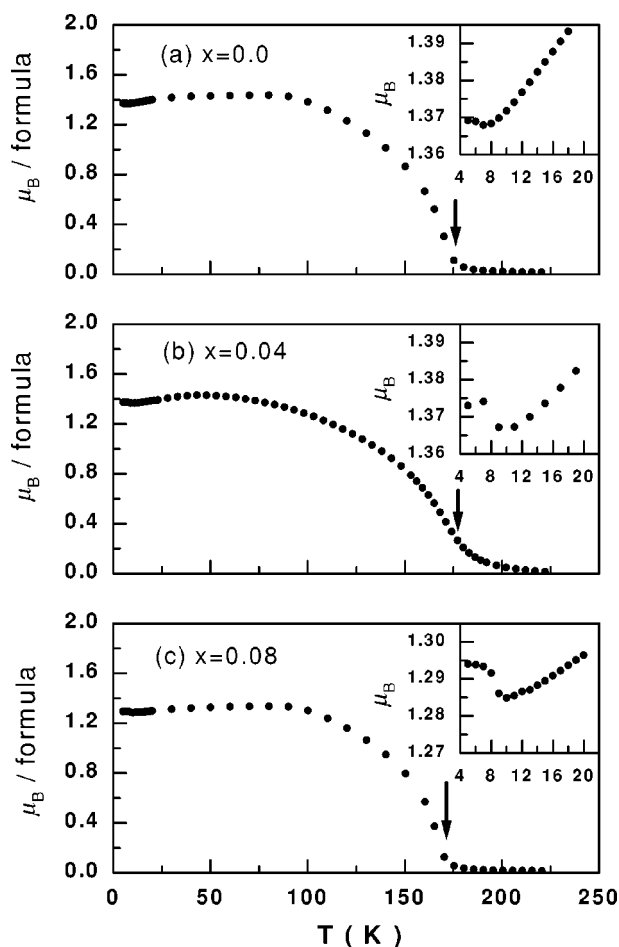 (a) x=0.0
μB / formula
2.0
1.6
1.2
0.8
0.4
0.0
μB
1.39
1.38
1.37
1.36
4 8 12 16 20
(b) x=0.04
μB / formula
2.0
1.6
1.2
0.8
0.4
0.0
μB
1.39
1.38
1.37
1.36
4 8 12 16 20
(c) x=0.08
μB / formula
2.0
1.6
1.2
0.8
0.4
0.0
μB
1.30
1.29
1.28
1.27
4 8 12 16 20
0 50 100 150 200 250
T ( K )